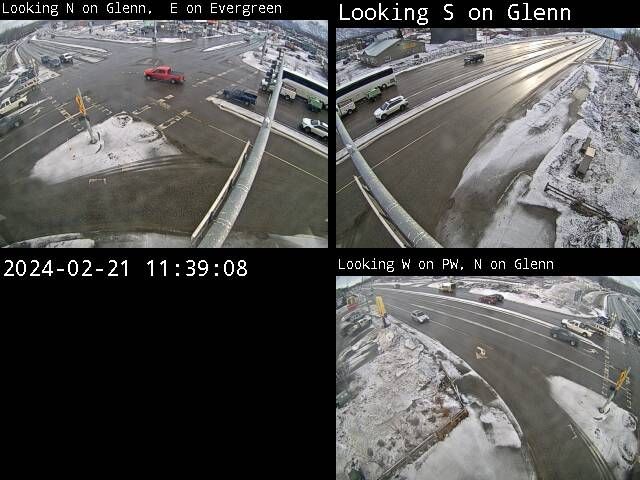 Looking N on Glenn, E on Evergreen
Looking S on Glenn
2024-02-21 11:39:08
Looking W on PW, N on Glenn